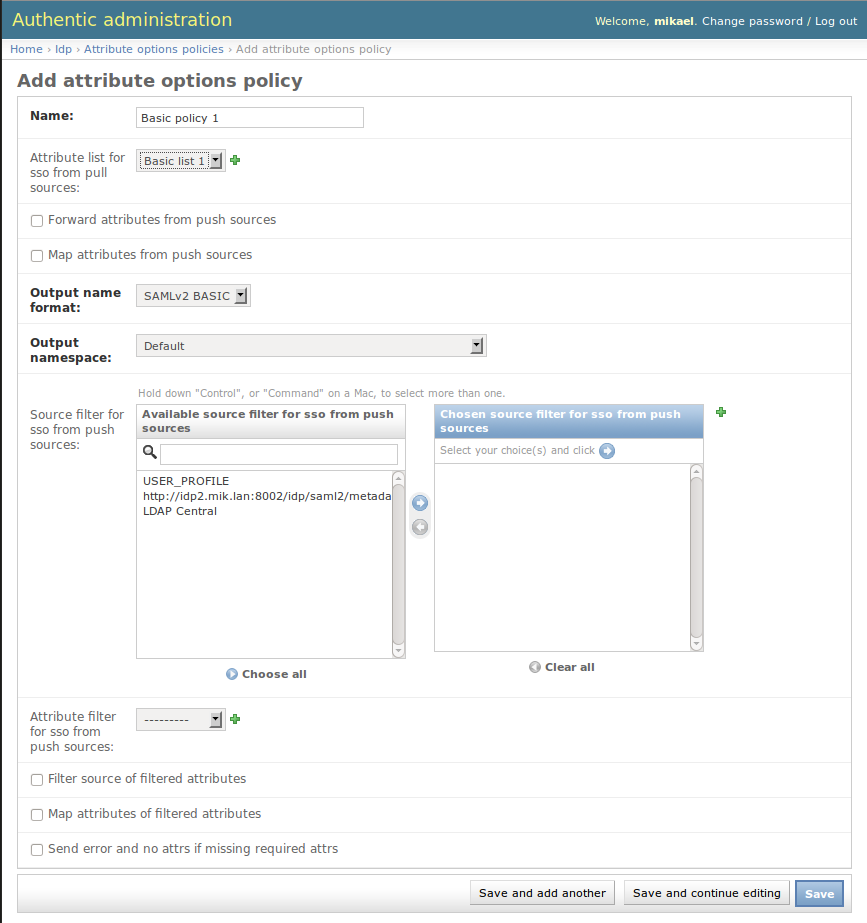 Authentic administration
Welcome, mikael. Change password / Log out
Home › Idp › Attribute options policies › Add attribute options policy
Add attribute options policy
Name:
Basic policy 1
Attribute list for
sso from pull
sources:
Basic list 1
Forward attributes from push sources
Map attributes from push sources
Output name
format:
SAMLv2 BASIC
Output
namespace:
Default
Hold down "Control", or "Command" on a Mac, to select more than one.
Source filter for
sso from push
sources:
Available source filter for sso from push
sources
USER_PROFILE
http://idp2.mik.lan:8002/idp/saml2/metada
LDAP Central
Choose all
Chosen source filter for sso from push
sources
Select your choice(s) and click
Clear all
Attribute filter
for sso from
push sources:
---------
Filter source of filtered attributes
Map attributes of filtered attributes
Send error and no attrs if missing required attrs
Save and add another
Save and continue editing
Save